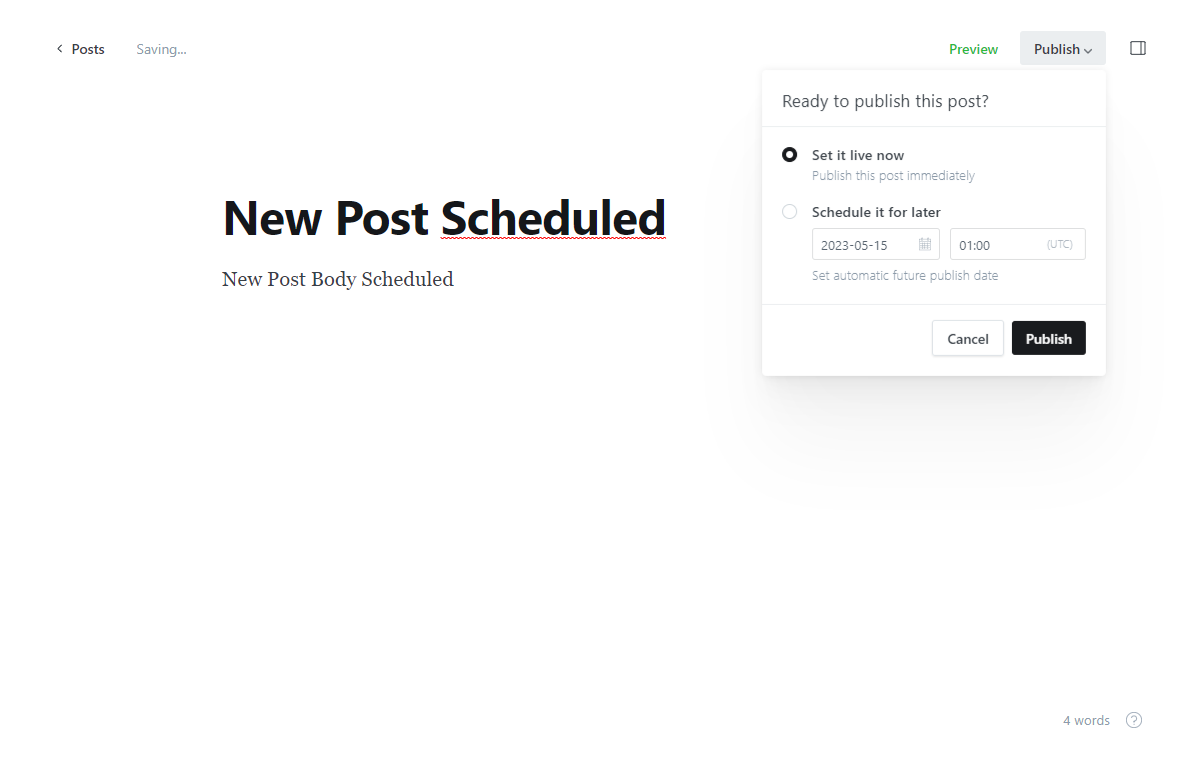 Posts
Saving...
Preview
Publish
Ready to publish this post?
Set it live now
Publish this post immediately
Schedule it for later
2023-05-15
01:00
(UTC)
Set automatic future publish date
Cancel
Publish
New Post Scheduled
New Post Body Scheduled
4 words
?